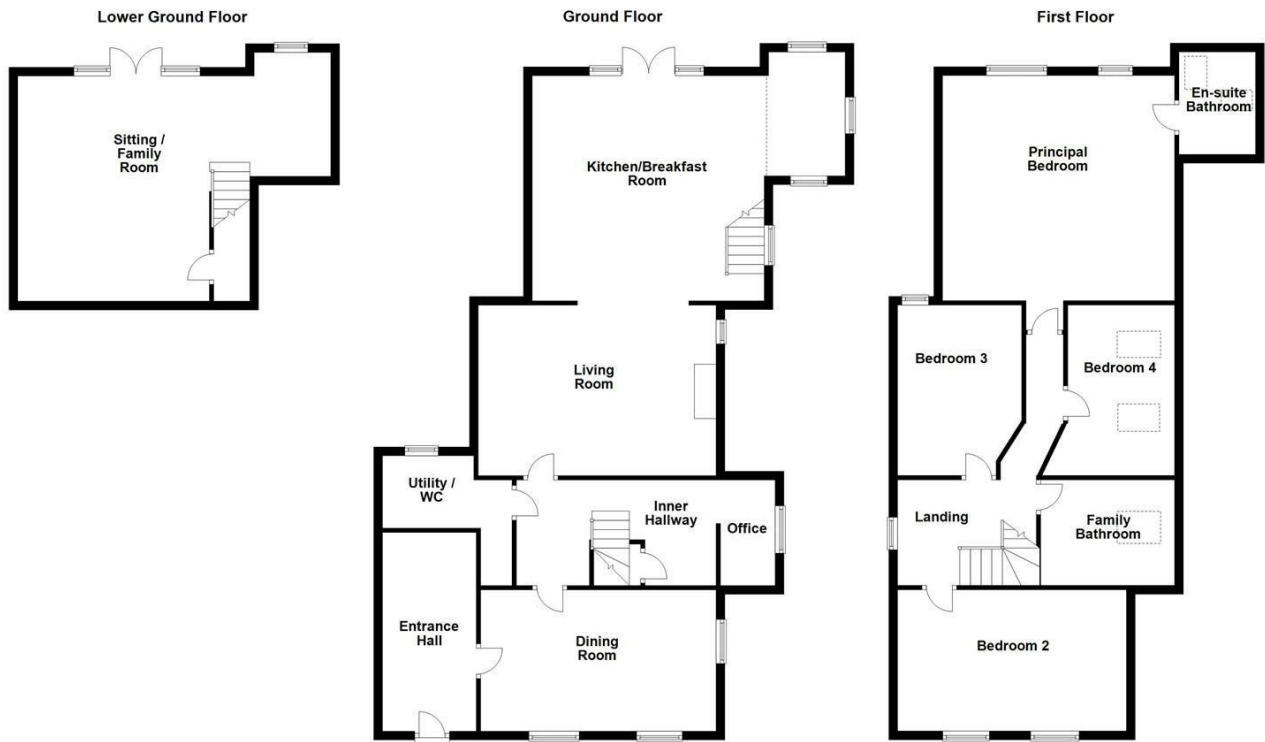 Lower Ground Floor
Sitting /
Family
Room
Ground Floor
Kitchen/Breakfast
Room
Living
Room
Utility /
WC
Inner
Hallway
Office
Entrance
Hall
Dining
Room
First Floor
En-suite
Bathroom
Principal
Bedroom
Bedroom 3
Bedroom 4
Landing
Family
Bathroom
Bedroom 2